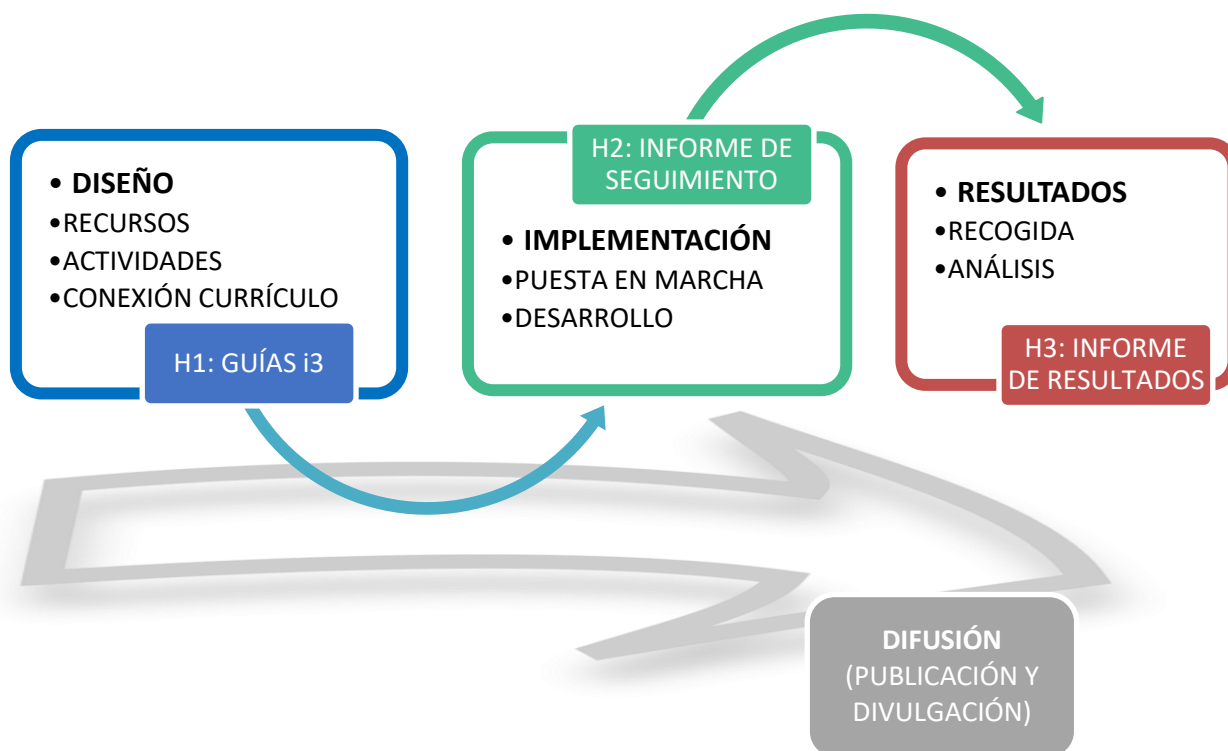 • DISEÑO
•RECURSOS
•ACTIVIDADES
•CONEXIÓN CURRÍCULO
H1: GUÍAS i3
H2: INFORME DE
SEGUIMIENTO
• IMPLEMENTACIÓN
•PUESTA EN MARCHA
•DESARROLLO
• RESULTADOS
•RECOGIDA
•ANÁLISIS
H3: INFORME
DE RESULTADOS
DIFUSIÓN
(PUBLICACIÓN Y
DIVULGACIÓN)